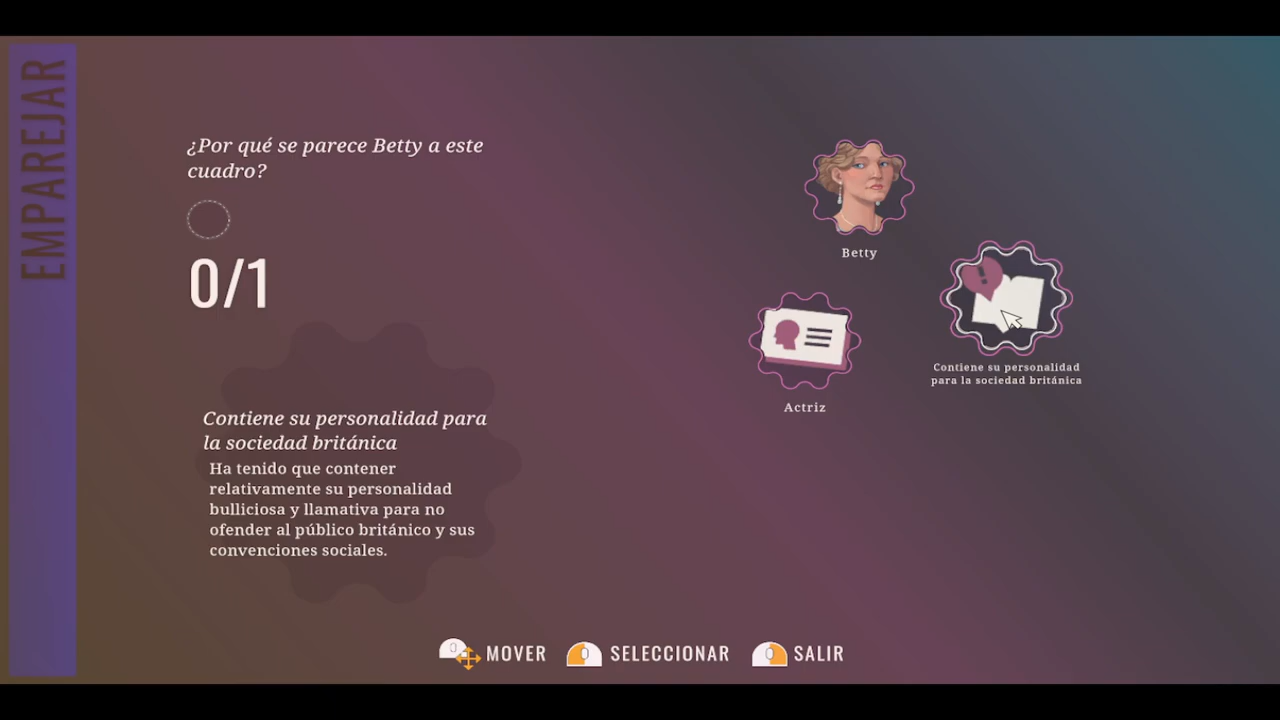 EMPAREJAR
¿Por qué se parece Betty a este
cuadro?
0/1
Contiene su personalidad para
la sociedad británica
Ha tenido que contener
relativamente su personalidad
bulliciosa y llamativa para no
ofender al público británico y sus
convenciones sociales.
Betty
Contiene su personalidad
para la sociedad británica
Actriz
MOVER
SELECCIONAR
SALIR